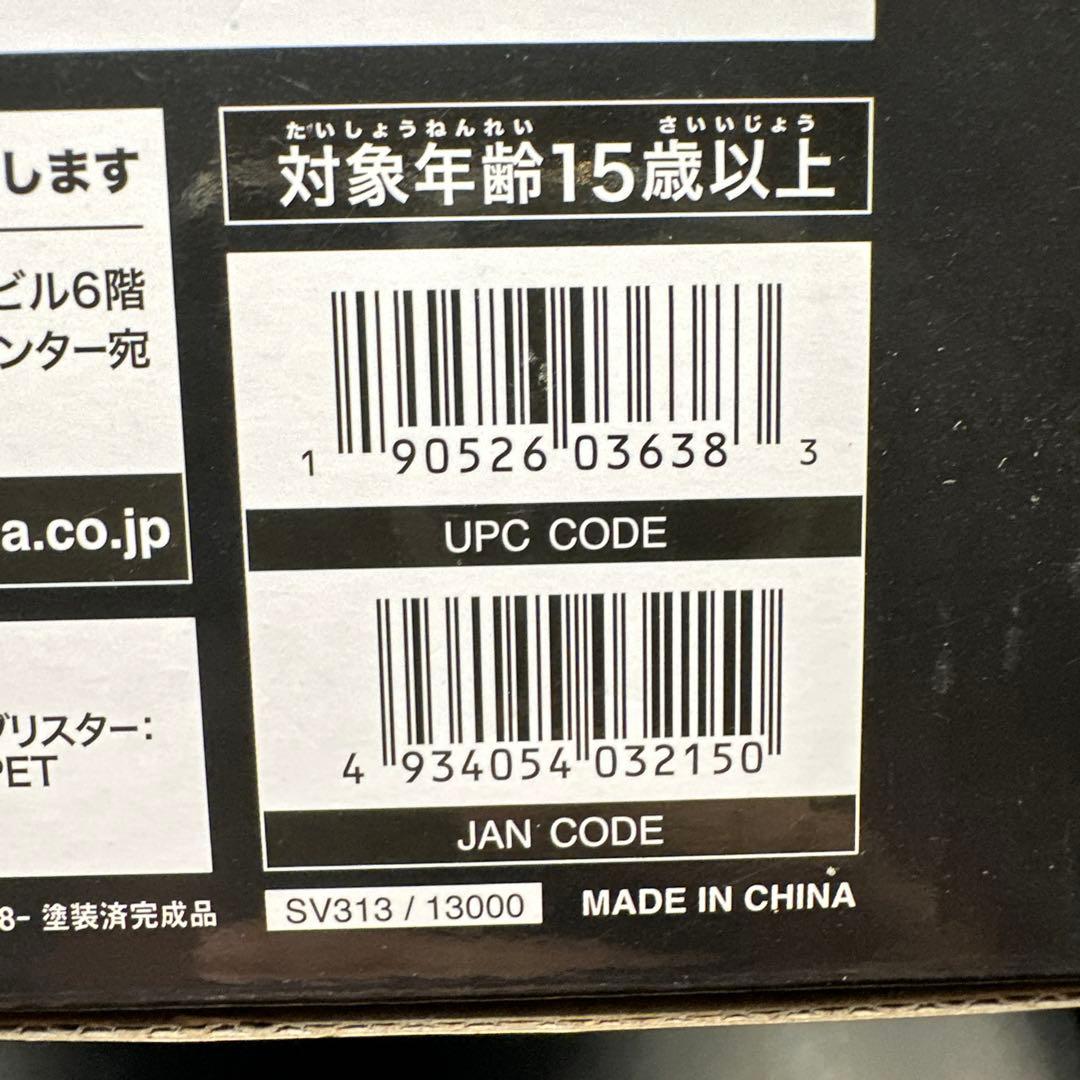 たいしょうねんれい さいいじょう
対象年齢15歳以上
します
ビル6階
ンター宛
a.co.jp
1 90526 03638 3
UPC CODE
4 934054 032150
JAN CODE
ブリスター:
PET
8- 塗装済完成品
SV313 / 13000
MADE IN CHINA